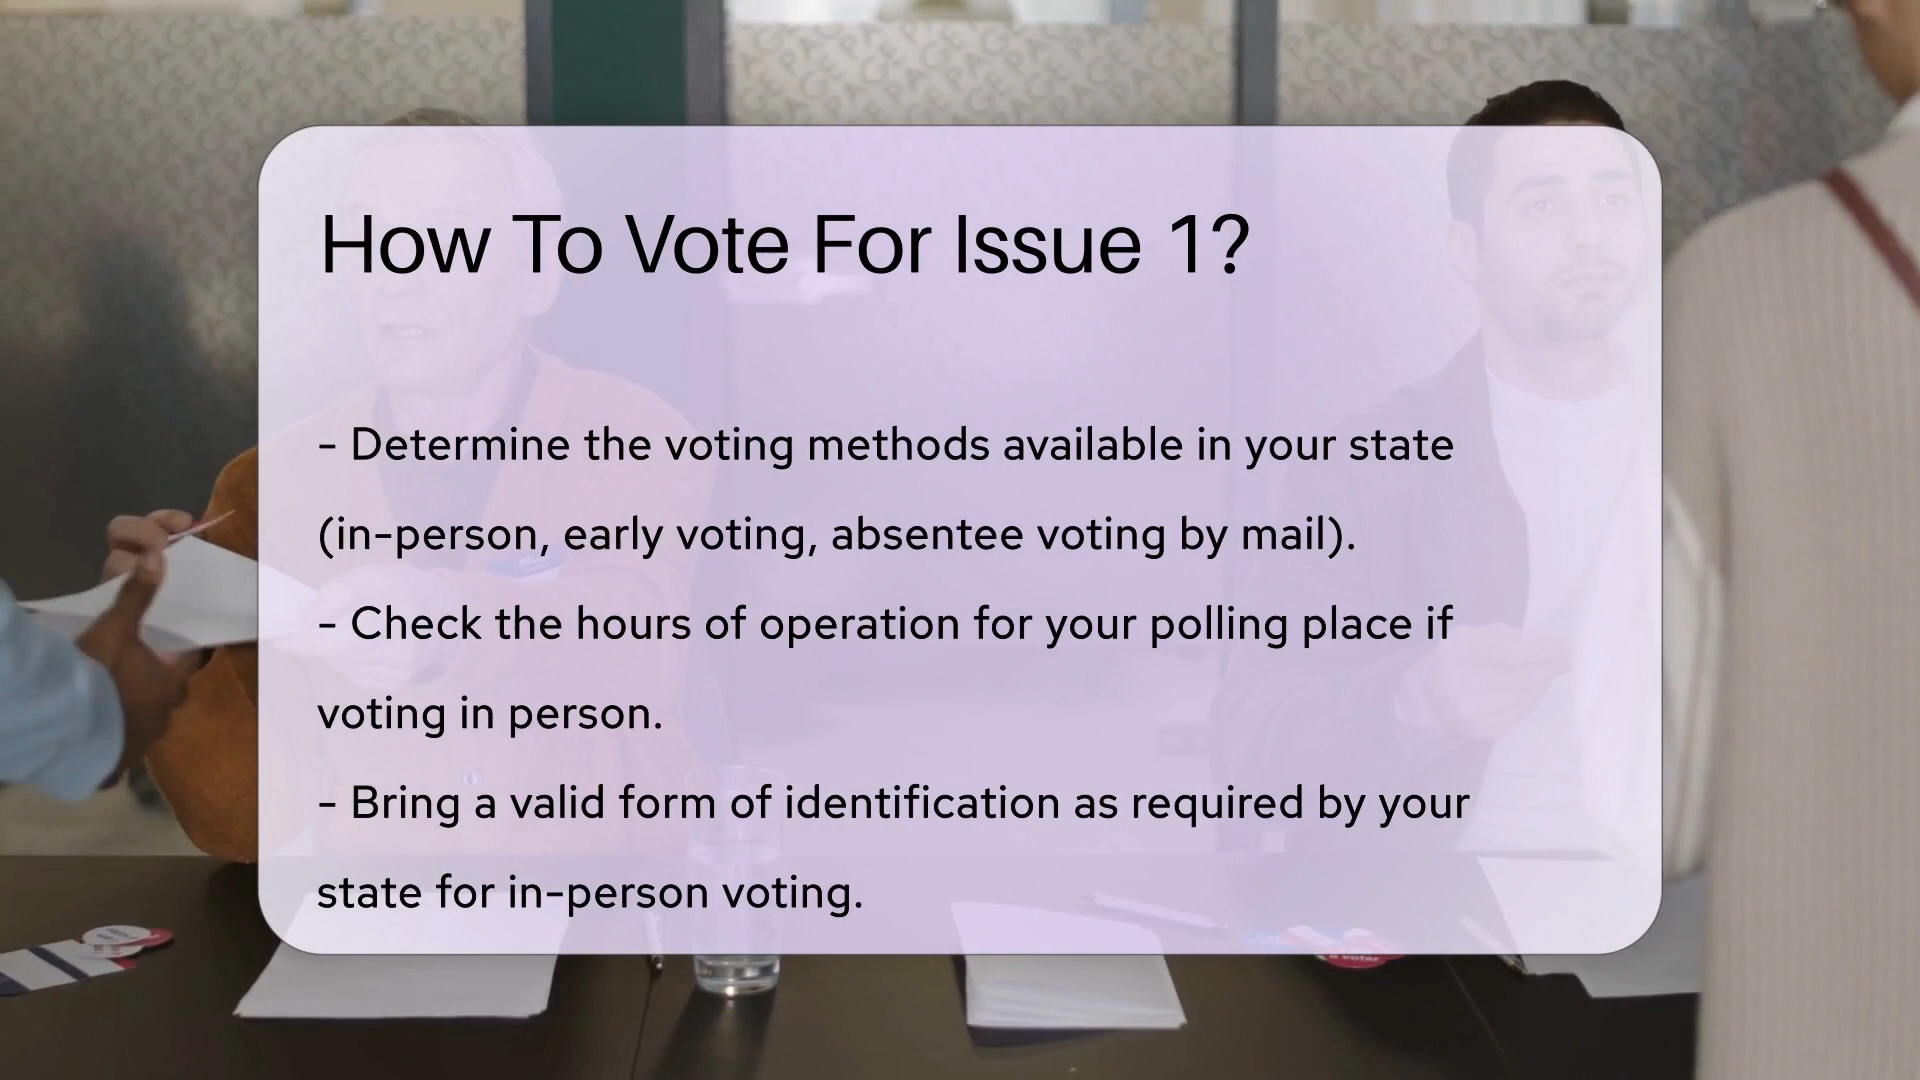 How To Vote For Issue 1?
- Determine the voting methods available in your state
(in-person, early voting, absentee voting by mail).
- Check the hours of operation for your polling place if
voting in person.
- Bring a valid form of identification as required by your
state for in-person voting.